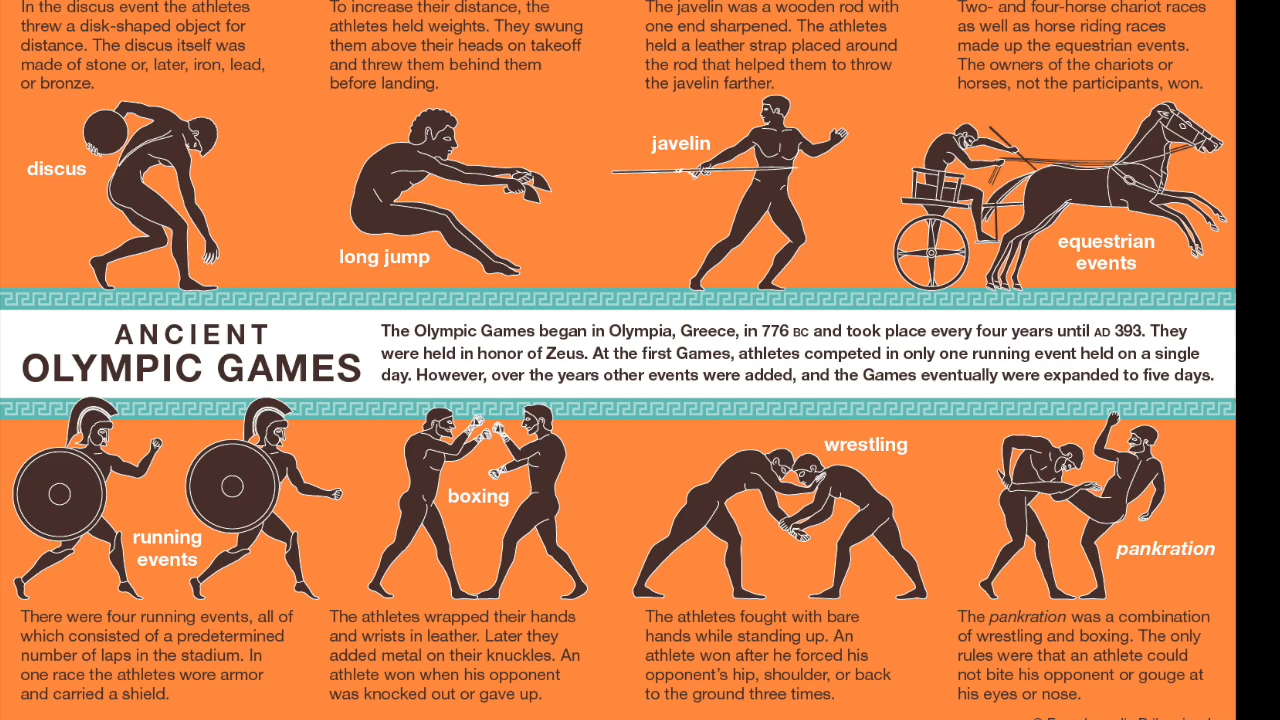 In the discus event the athletes
threw a disk-shaped object for
distance. The discus itself was
made of stone or, later, iron, lead,
or bronze.
To increase their distance, the
athletes held weights. They swung
them above their heads on takeoff
and threw them behind them
before landing.
The javelin was a wooden rod with
one end sharpened. The athletes
held a leather strap placed around
the rod that helped them to throw
the javelin farther.
Two- and four-horse chariot races
as well as horse riding races
made up the equestrian events.
The owners of the chariots or
horses, not the participants, won.
discus
long jump
javelin
equestrian
events
ANCIENT
OLYMPIC GAMES
The Olympic Games began in Olympia, Greece, in 776 BC and took place every four years until AD 393. They
were held in honor of Zeus. At the first Games, athletes competed in only one running event held on a single
day. However, over the years other events were added, and the Games eventually were expanded to five days.
running
events
boxing
wrestling
pankration
There were four running events, all of
which consisted of a predetermined
number of laps in the stadium. In
one race the athletes wore armor
and carried a shield.
The athletes wrapped their hands
and wrists in leather. Later they
added metal on their knuckles. An
athlete won when his opponent
was knocked out or gave up.
The athletes fought with bare
hands while standing up. An
athlete won after he forced his
opponent's hip, shoulder, or back
to the ground three times.
The pankration was a combination
of wrestling and boxing. The only
rules were that an athlete could
not bite his opponent or gouge at
his eyes or nose.